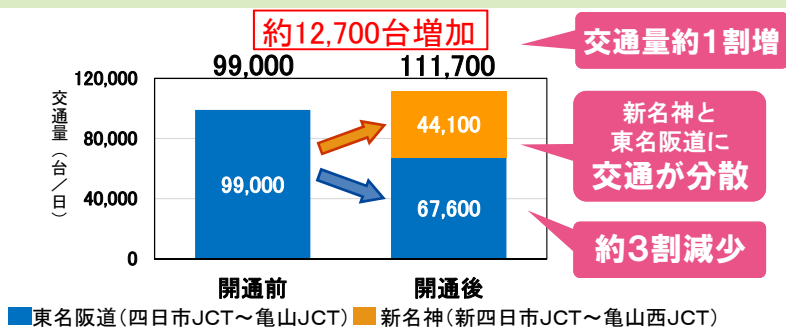 約12,700台増加
交通量約1割増
99,000
111,700
交通量（台／日）
120,000
80,000
40,000
0
99,000
44,100
67,600
新名神と
東名阪道に
交通が分散
約3割減少
開通前
開通後
東名阪道(四日市JCT～亀山JCT)
新名神(新四日市JCT～亀山西JCT)